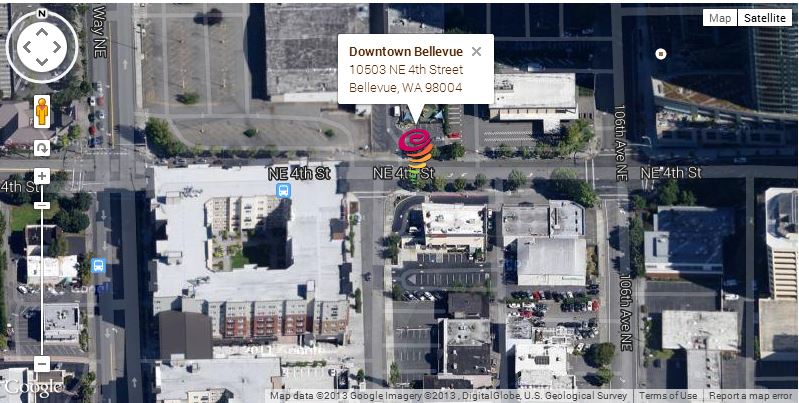 N
Way NE
Map
Satellite
Downtown Bellevue
10503 NE 4th Street
Bellevue, WA 98004
106th Ave NE
4th St
NE 4th St
NE 4th St
NE 4th St
106th Ave NE
Google
Map data ©2013 Google Imagery ©2013 , DigitalGlobe, U.S. Geological Survey
Terms of Use
Report a map error